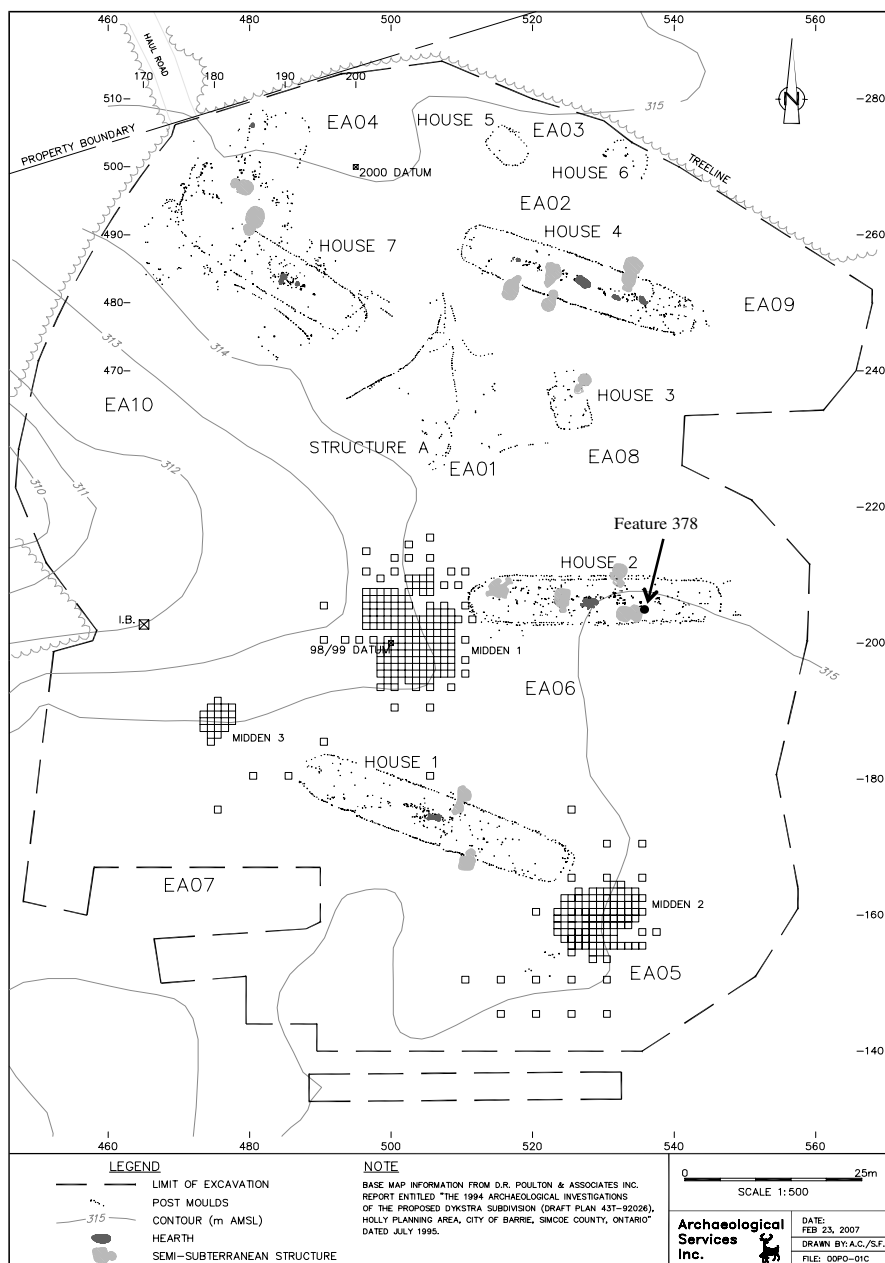 460 480 500 520 540 560
HAUL ROAD
170 180 190 200
510
-280
315
EA04
HOUSE 5
EA03
PROPERTY BOUNDARY
500
2000 DATUM
HOUSE 6
TREELINE
EA02
490
HOUSE 4
-260
HOUSE 7
480
EA09
313
314
470
-240
EA10
HOUSE 3
STRUCTURE A
EA01
EA08
312
310
311
-220
Feature 378
HOUSE 2
I.B.
98/99 DATUM
MIDDEN 1
-200
315
EA06
MIDDEN 3
HOUSE 1
-180
EA07
MIDDEN 2
-160
EA05
-140
460 480 500 520 540 560
LEGEND
LIMIT OF EXCAVATION
POST MOULDS
315 CONTOUR (m AMSL)
HEARTH
SEMI-SUBTERRANEAN STRUCTURE
NOTE
BASE MAP INFORMATION FROM D.R. POULTON & ASSOCIATES INC.
REPORT ENTITLED "THE 1994 ARCHAEOLOGICAL INVESTIGATIONS
OF THE PROPOSED DYKSTRA SUBDIVISION (DRAFT PLAN 43T-92026),
HOLLY PLANNING AREA, CITY OF BARRIE, SIMCOE COUNTY, ONTARIO"
DATED JULY 1995.
0 25m
SCALE 1:500
Archaeological
Services
Inc.
DATE:
FEB 23, 2007
DRAWN BY: A.C./S.F.
FILE: 00PO-01C